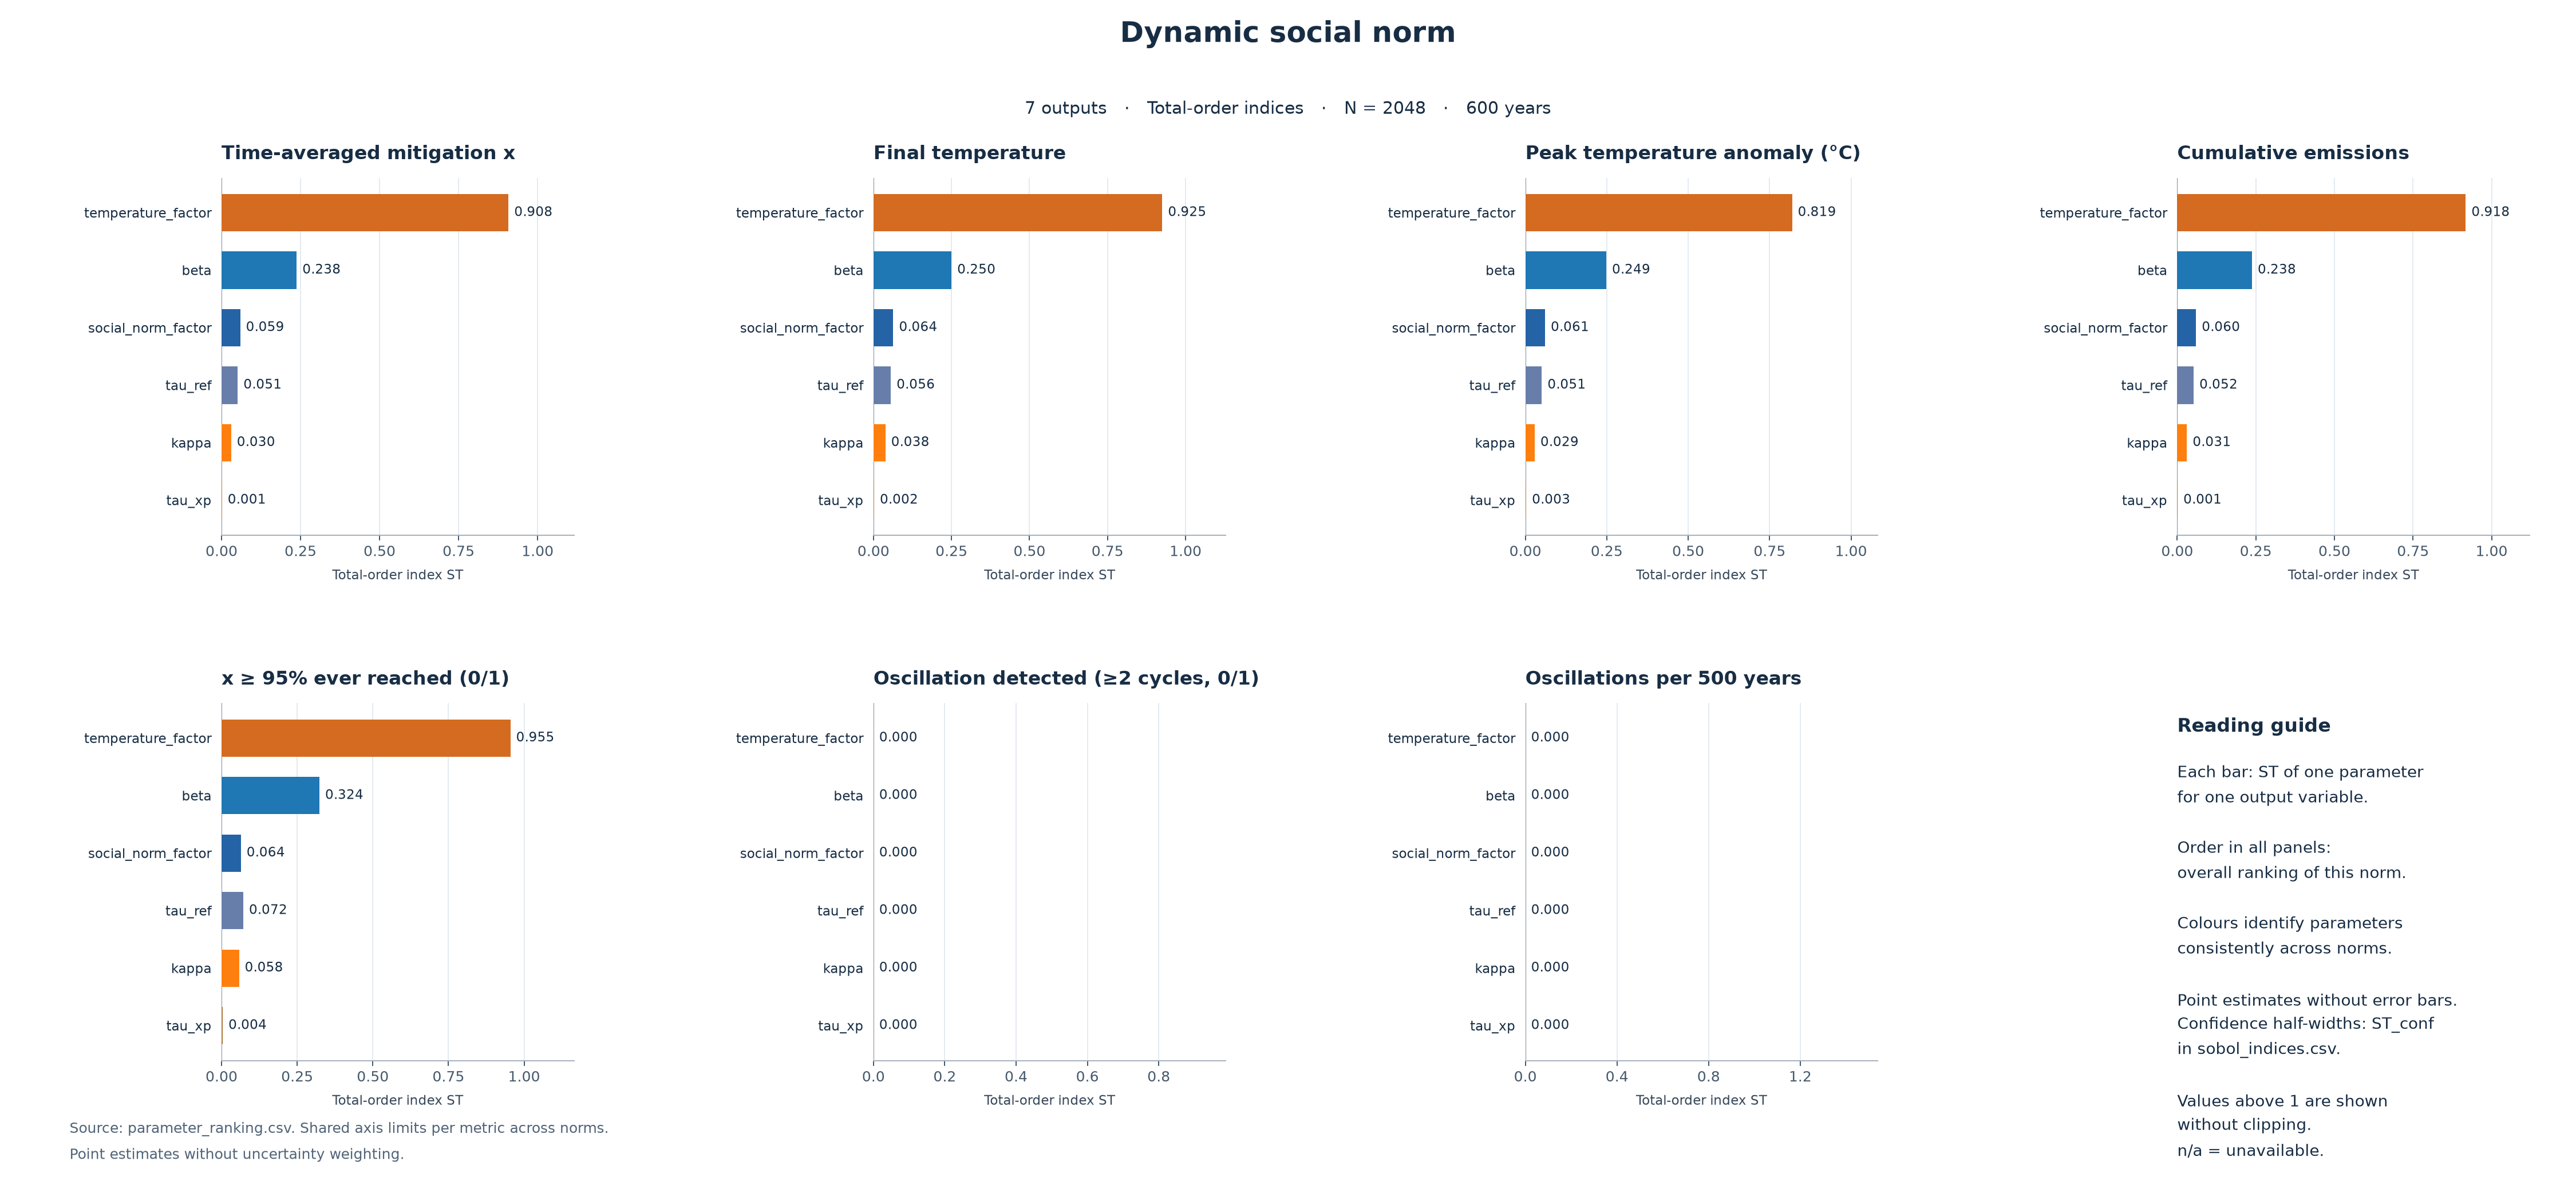 Dynamic social norm
7 outputs · Total-order indices · N = 2048 · 600 years
Time-averaged mitigation x
temperature_factor 0.908
beta 0.238
social_norm_factor 0.059
tau_ref 0.051
kappa 0.030
tau_xp 0.001
0.00 0.25 0.50 0.75 1.00
Total-order index ST
Final temperature
temperature_factor 0.925
beta 0.250
social_norm_factor 0.064
tau_ref 0.056
kappa 0.038
tau_xp 0.002
0.00 0.25 0.50 0.75 1.00
Total-order index ST
Peak temperature anomaly (°C)
temperature_factor 0.819
beta 0.249
social_norm_factor 0.061
tau_ref 0.051
kappa 0.029
tau_xp 0.003
0.00 0.25 0.50 0.75 1.00
Total-order index ST
Cumulative emissions
temperature_factor 0.918
beta 0.238
social_norm_factor 0.060
tau_ref 0.052
kappa 0.031
tau_xp 0.001
0.00 0.25 0.50 0.75 1.00
Total-order index ST
x ≥ 95% ever reached (0/1)
temperature_factor 0.955
beta 0.324
social_norm_factor 0.064
tau_ref 0.072
kappa 0.058
tau_xp 0.004
0.00 0.25 0.50 0.75 1.00
Total-order index ST
Oscillation detected (≥2 cycles, 0/1)
temperature_factor 0.000
beta 0.000
social_norm_factor 0.000
tau_ref 0.000
kappa 0.000
tau_xp 0.000
0.0 0.2 0.4 0.6 0.8
Total-order index ST
Oscillations per 500 years
temperature_factor 0.000
beta 0.000
social_norm_factor 0.000
tau_ref 0.000
kappa 0.000
tau_xp 0.000
0.0 0.4 0.8 1.2
Total-order index ST
Reading guide
Each bar: ST of one parameter
for one output variable.
Order in all panels:
overall ranking of this norm.
Colours identify parameters
consistently across norms.
Point estimates without error bars.
Confidence half-widths: ST_conf
in sobol_indices.csv.
Values above 1 are shown
without clipping.
n/a = unavailable.
Source: parameter_ranking.csv. Shared axis limits per metric across norms.
Point estimates without uncertainty weighting.